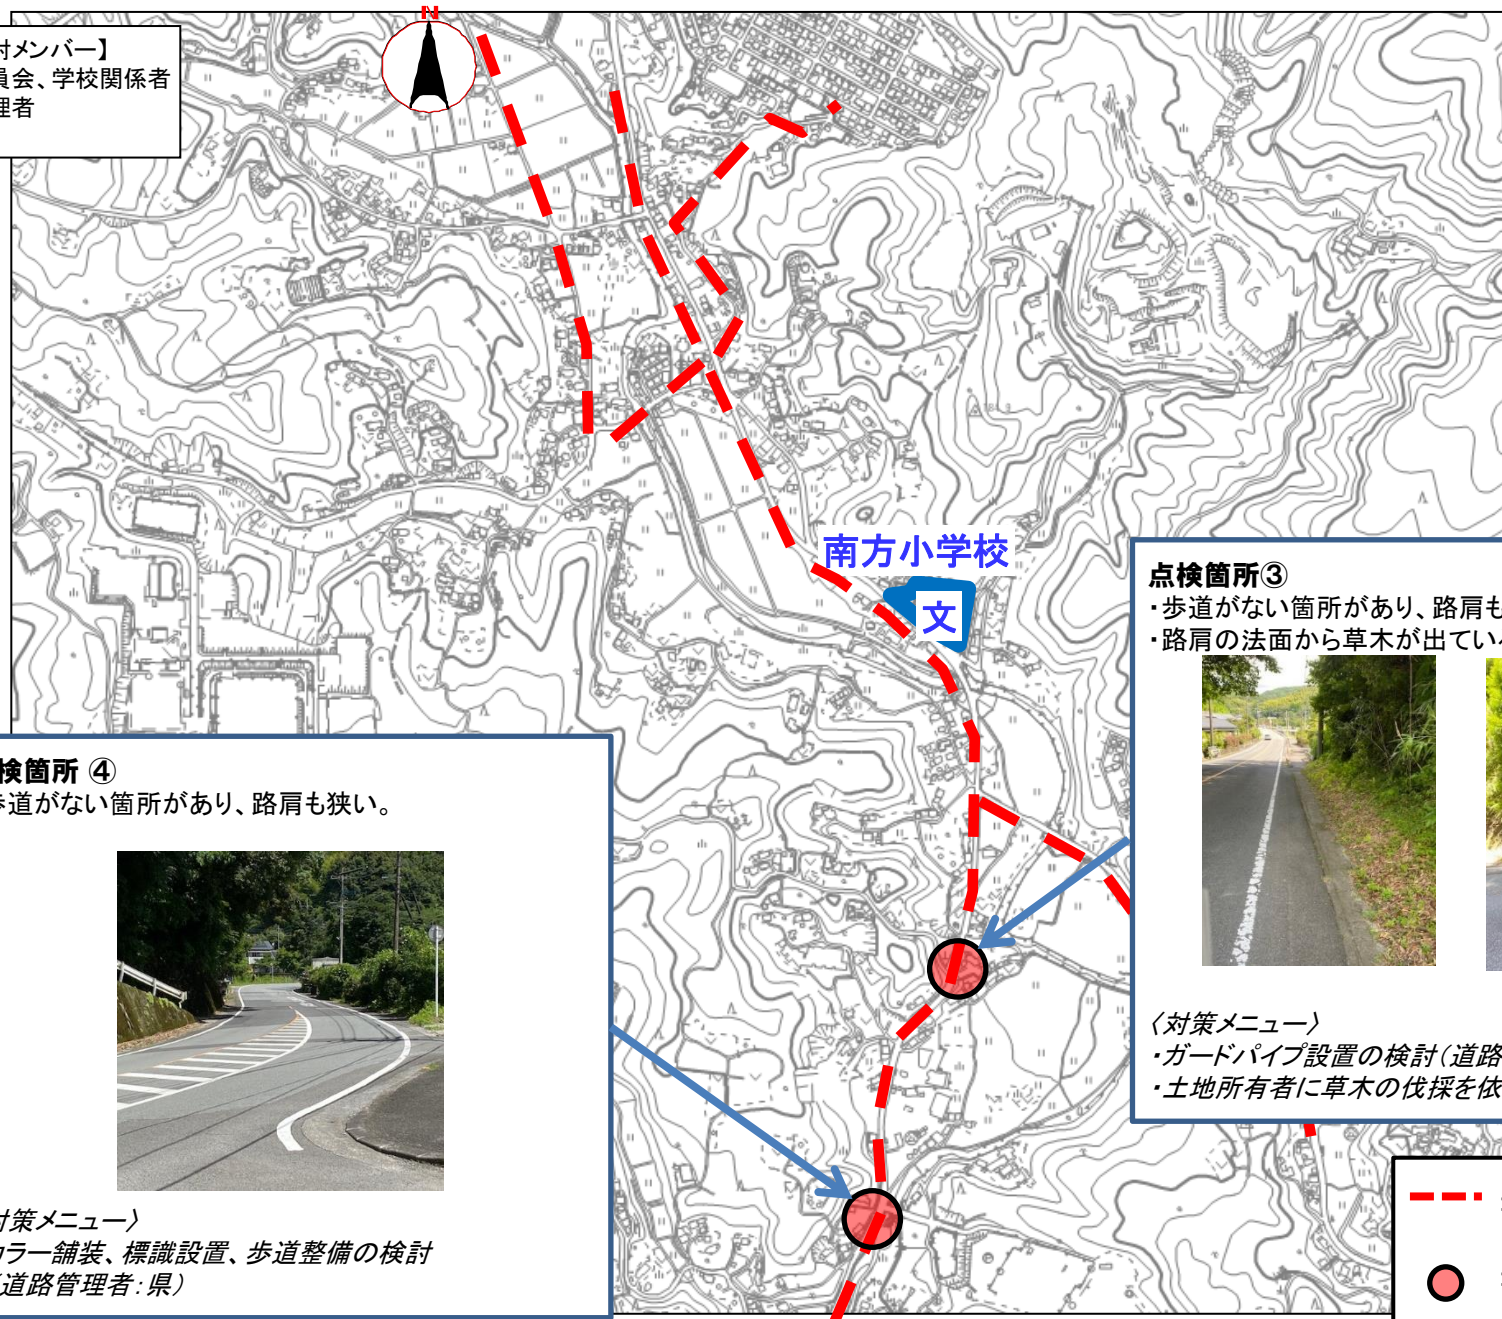 N
討メンバー】
員会、学校関係者
理者
南方小学校
文
点検箇所③
・歩道がない箇所があり、路肩も
・路肩の法面から草木が出てい
〈対策メニュー〉
・ガードパイプ設置の検討（道路
・土地所有者に草木の伐採を依
検箇所 ④
歩道がない箇所があり、路肩も狭い。
対策メニュー〉
カラー舗装、標識設置、歩道整備の検討
（道路管理者：県）